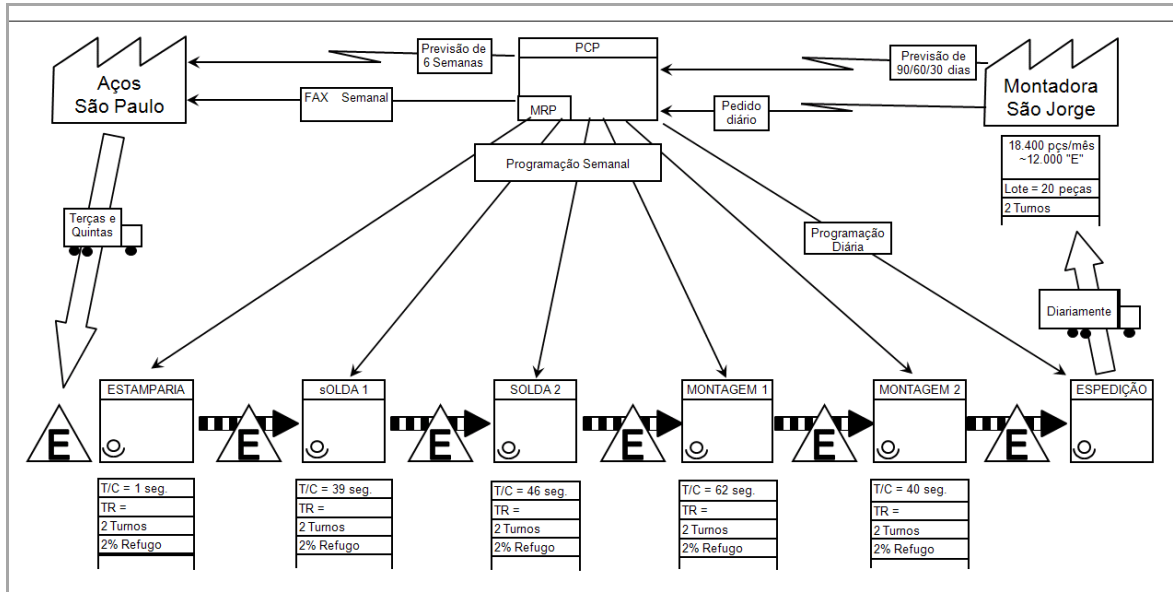 Aços
São Paulo
Previsão de
6 Semanas
FAX Semanal
PCP
MRP
Previsão de
90/60/30 dias
Pedido
diário
Montadora
São Jorge
18.400 pçs/mês
~12.000 "E"
Lote = 20 peças
2 Turnos
Programação Semanal
Terças e
Quintas
Programação
Diária
Diariamente
ESTAMPARIA
sOLDA 1
SOLDA 2
MONTAGEM 1
MONTAGEM 2
ESPEDIÇÃO
E
E
E
E
E
E
T/C = 1 seg.
TR =
2 Turnos
2% Refugo
T/C = 39 seg.
TR =
2 Turnos
2% Refugo
T/C = 46 seg.
TR =
2 Turnos
2% Refugo
T/C = 62 seg.
TR =
2 Turnos
2% Refugo
T/C = 40 seg.
TR =
2 Turnos
2% Refugo